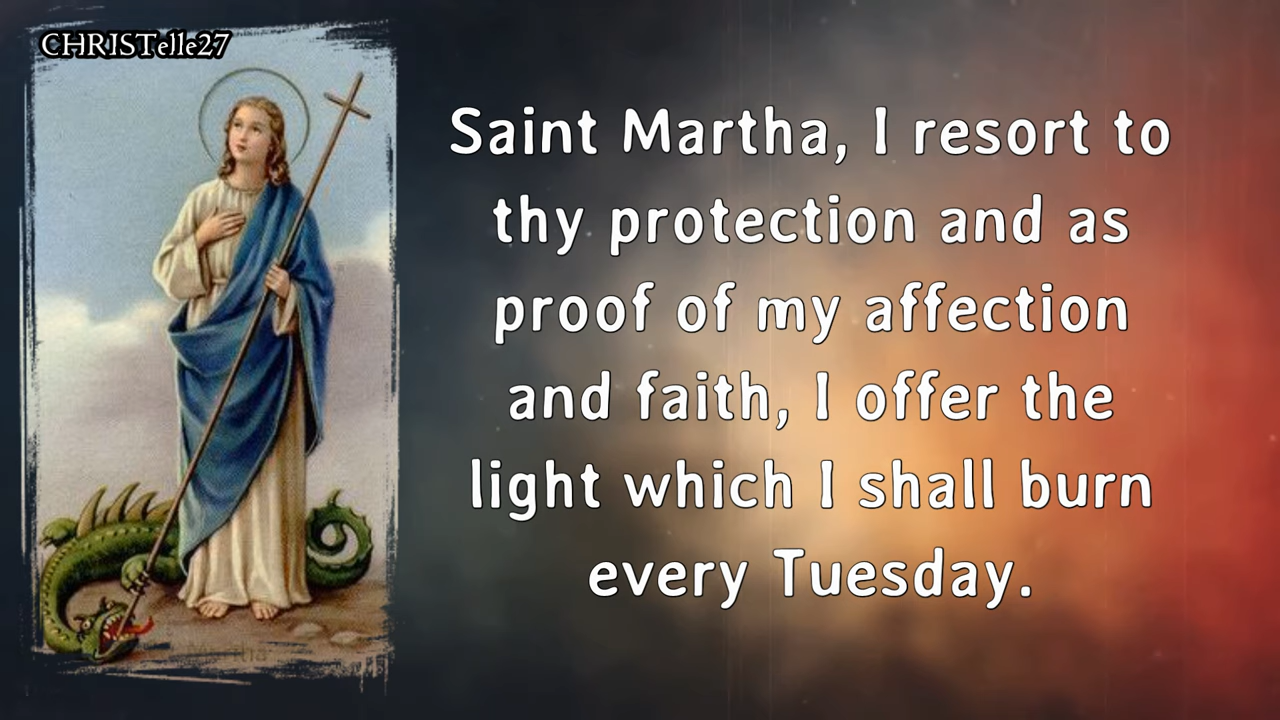 CHRISTelle27
Saint Martha, I resort to
thy protection and as
proof of my affection
and faith, I offer the
light which I shall burn
every Tuesday.